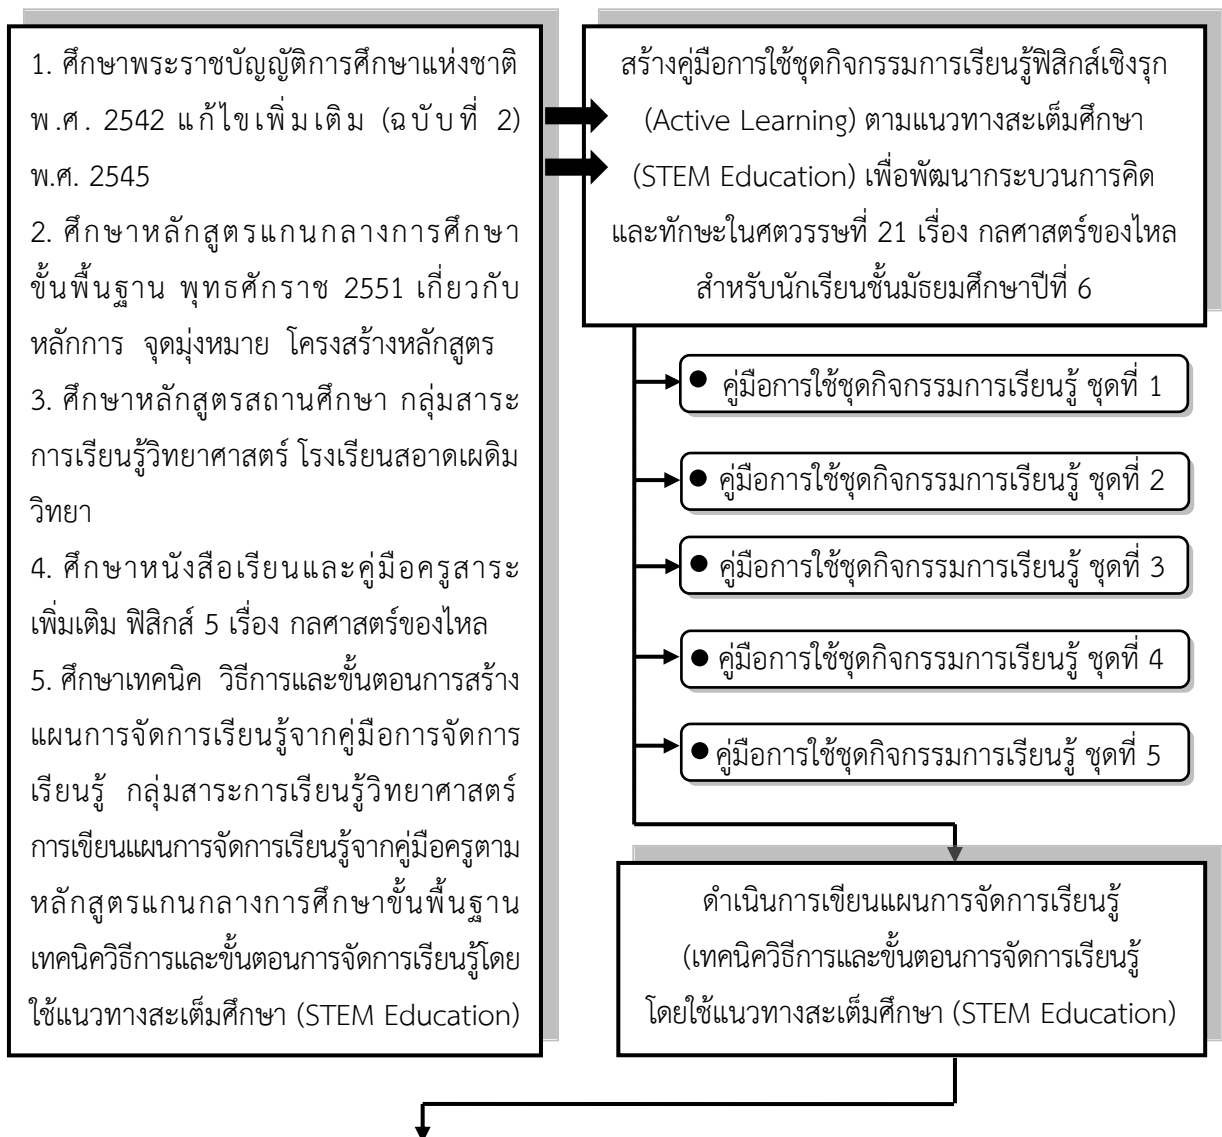 1. ศึกษาพระราชบัญญัติการศึกษาแห่งชาติ
พ.ศ. 2542 แก้ไขเพิ่มเติม (ฉบับที่ 2)
พ.ศ. 2545
2. ศึกษาหลักสูตรแกนกลางการศึกษา
ขั้นพื้นฐาน พุทธศักราช 2551 เกี่ยวกับ
หลักการ จุดมุ่งหมาย โครงสร้างหลักสูตร
3. ศึกษาหลักสูตรสถานศึกษา กลุ่มสาระ
การเรียนรู้วิทยาศาสตร์ โรงเรียนสอาดเผดิม
วิทยา
4. ศึกษาหนังสือเรียนและคู่มือครูสาระ
เพิ่มเติม ฟิสิกส์ 5 เรื่อง กลศาสตร์ของไหล
5. ศึกษาเทคนิค วิธีการและขั้นตอนการสร้าง
แผนการจัดการเรียนรู้จากคู่มือการจัดการ
เรียนรู้ กลุ่มสาระการเรียนรู้วิทยาศาสตร์
การเขียนแผนการจัดการเรียนรู้จากคู่มือครูตาม
หลักสูตรแกนกลางการศึกษาขั้นพื้นฐาน
เทคนิควิธีการและขั้นตอนการจัดการเรียนรู้โดย
ใช้แนวทางสะเต็มศึกษา (STEM Education)
สร้างคู่มือการใช้ชุดกิจกรรมการเรียนรู้ฟิสิกส์เชิงรุก
(Active Learning) ตามแนวทางสะเต็มศึกษา
(STEM Education) เพื่อพัฒนากระบวนการคิด
และทักษะในศตวรรษที่ 21 เรื่อง กลศาสตร์ของไหล
สำหรับนักเรียนชั้นมัธยมศึกษาปีที่ 6
● คู่มือการใช้ชุดกิจกรรมการเรียนรู้ ชุดที่ 1
● คู่มือการใช้ชุดกิจกรรมการเรียนรู้ ชุดที่ 2
● คู่มือการใช้ชุดกิจกรรมการเรียนรู้ ชุดที่ 3
● คู่มือการใช้ชุดกิจกรรมการเรียนรู้ ชุดที่ 4
● คู่มือการใช้ชุดกิจกรรมการเรียนรู้ ชุดที่ 5
ดำเนินการเขียนแผนการจัดการเรียนรู้
(เทคนิควิธีการและขั้นตอนการจัดการเรียนรู้
โดยใช้แนวทางสะเต็มศึกษา (STEM Education)